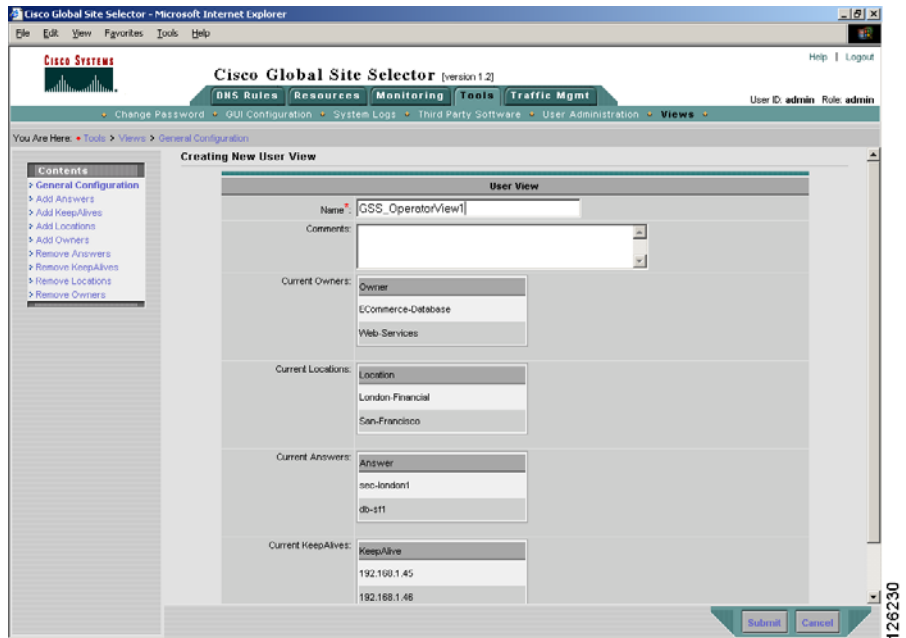 Cisco Global Site Selector - Microsoft Internet Explorer
File Edit View Favorites Tools Help
CISCO SYSTEMS
Help | Logout
Cisco Global Site Selector [version 1.2]
DNS Rules Resources Monitoring Tools Traffic Mgmt
User ID: admin Role: admin
Change Password GUI Configuration System Logs Third Party Software User Administration Views
You Are Here: Tools > Views > General Configuration
Creating New User View
Contents
> General Configuration
> Add Answers
> Add KeepAlives
> Add Locations
> Add Owners
> Remove Answers
> Remove KeepAlives
> Remove Locations
> Remove Owners
User View
Name*: GSS_OperatorView1
Comments:
Current Owners:
Owner
ECommerce-Database
Web-Services
Current Locations:
Location
London-Financial
San-Francisco
Current Answers:
Answer
sec-london1
db-sf1
Current KeepAlives:
KeepAlive
192.168.1.45
192.168.1.46
Submit Cancel
126230